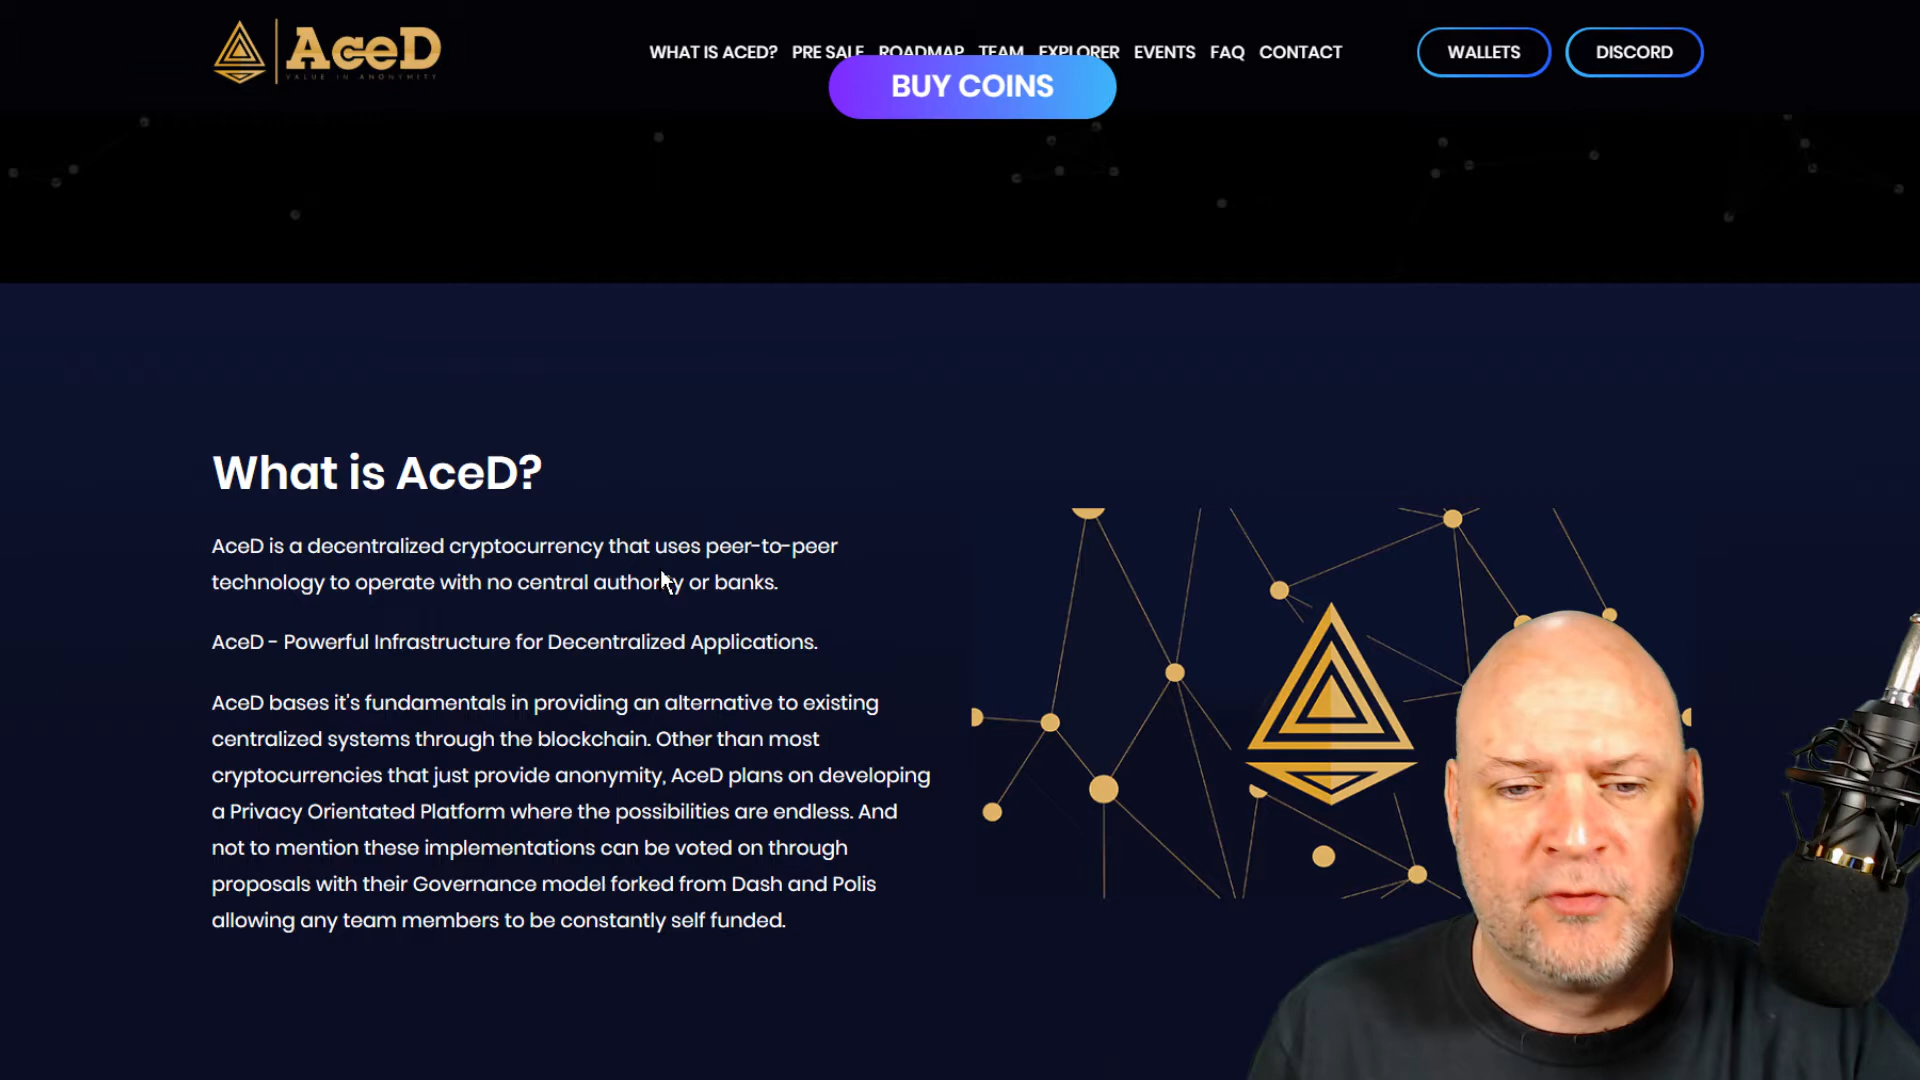 AceD
VALUE IN ANONYMITY
WHAT IS ACED? PRE SALE ROADMAP TEAM EXPLORER EVENTS FAQ CONTACT
WALLETS
DISCORD
BUY COINS
What is AceD?
AceD is a decentralized cryptocurrency that uses peer-to-peer
technology to operate with no central authority or banks.
AceD - Powerful Infrastructure for Decentralized Applications.
AceD bases it's fundamentals in providing an alternative to existing
centralized systems through the blockchain. Other than most
cryptocurrencies that just provide anonymity, AceD plans on developing
a Privacy Orientated Platform where the possibilities are endless. And
not to mention these implementations can be voted on through
proposals with their Governance model forked from Dash and Polis
allowing any team members to be constantly self funded.